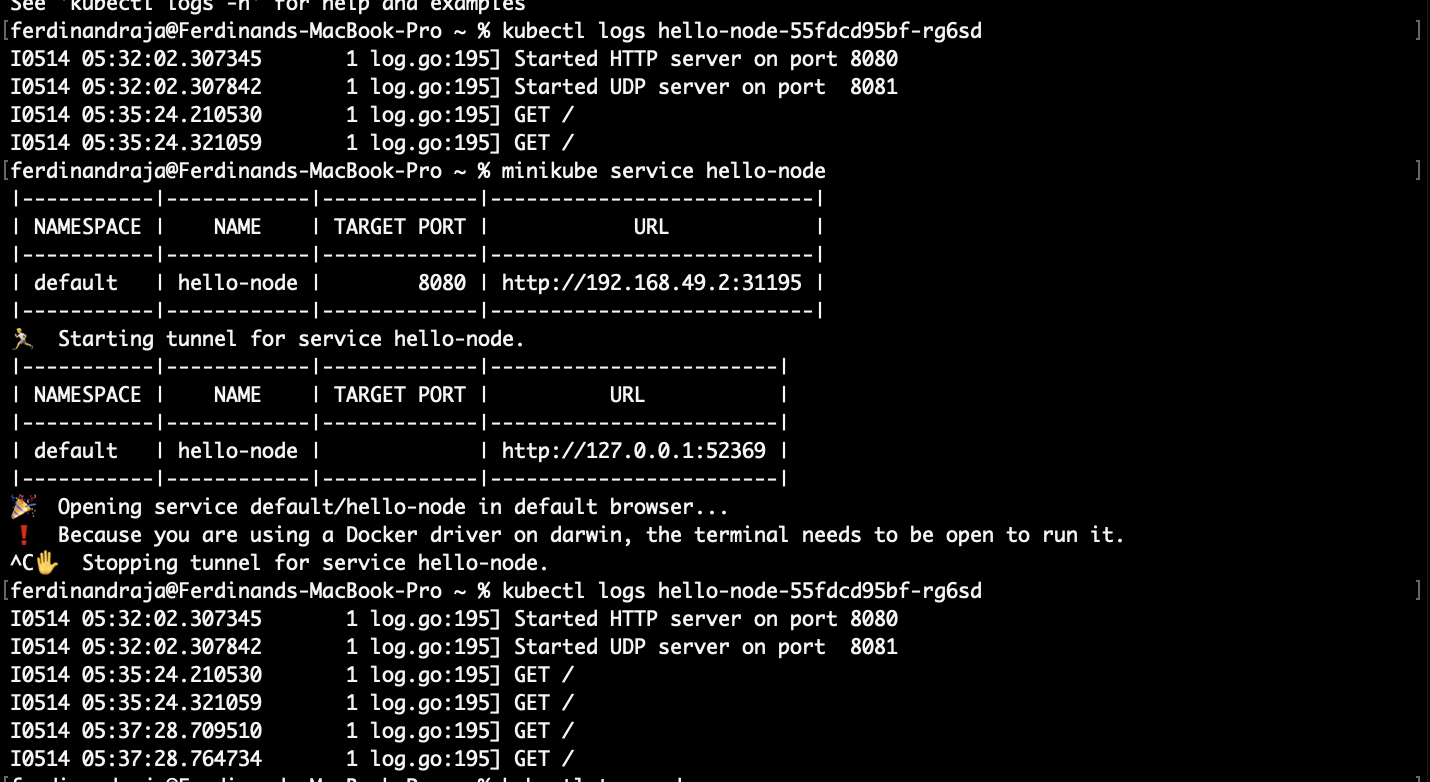 See 'kubectl logs -h' for help and examples
[ferdinandraja@Ferdinands-MacBook-Pro ~ % kubectl logs hello-node-55fdcd95bf-rg6sd ]
I0514 05:32:02.307345       1 log.go:195] Started HTTP server on port 8080
I0514 05:32:02.307842       1 log.go:195] Started UDP server on port  8081
I0514 05:35:24.210530       1 log.go:195] GET /
I0514 05:35:24.321059       1 log.go:195] GET /
[ferdinandraja@Ferdinands-MacBook-Pro ~ % minikube service hello-node ]
|-----------|------------|-------------|---------------------------|
| NAMESPACE |    NAME    | TARGET PORT |            URL            |
|-----------|------------|-------------|---------------------------|
| default   | hello-node |        8080 | http://192.168.49.2:31195 |
|-----------|------------|-------------|---------------------------|
🏃  Starting tunnel for service hello-node.
|-----------|------------|-------------|------------------------|
| NAMESPACE |    NAME    | TARGET PORT |          URL           |
|-----------|------------|-------------|------------------------|
| default   | hello-node |             | http://127.0.0.1:52369 |
|-----------|------------|-------------|------------------------|
🎉  Opening service default/hello-node in default browser...
❗  Because you are using a Docker driver on darwin, the terminal needs to be open to run it.
^C✋  Stopping tunnel for service hello-node.
[ferdinandraja@Ferdinands-MacBook-Pro ~ % kubectl logs hello-node-55fdcd95bf-rg6sd ]
I0514 05:32:02.307345       1 log.go:195] Started HTTP server on port 8080
I0514 05:32:02.307842       1 log.go:195] Started UDP server on port  8081
I0514 05:35:24.210530       1 log.go:195] GET /
I0514 05:35:24.321059       1 log.go:195] GET /
I0514 05:37:28.709510       1 log.go:195] GET /
I0514 05:37:28.764734       1 log.go:195] GET /
[ferdinandraja@Ferdinands-MacBook-Pro ~ %